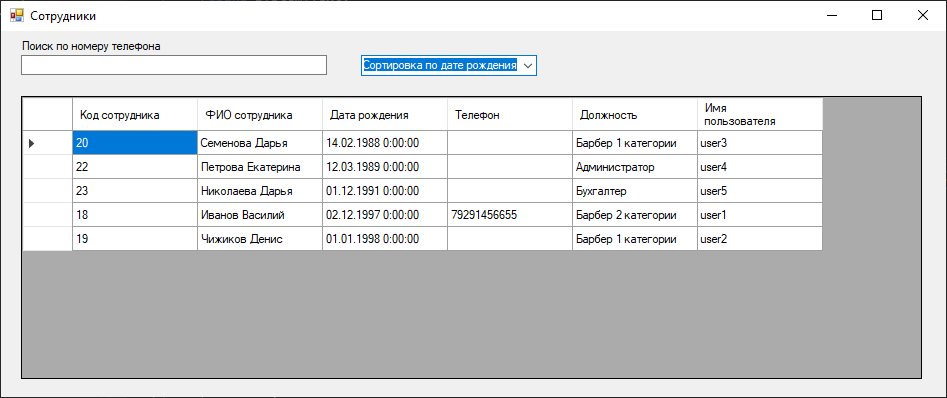 Сотрудники
Поиск по номеру телефона
Сортировка по дате рождения
Код сотрудника ФИО сотрудника Дата рождения Телефон Должность Имя пользователя
20 Семенова Дарья 14.02.1988 0:00:00 Барбер 1 категории user3
22 Петрова Екатерина 12.03.1989 0:00:00 Администратор user4
23 Николаева Дарья 01.12.1991 0:00:00 Бухгалтер user5
18 Иванов Василий 02.12.1997 0:00:00 79291456655 Барбер 2 категории user1
19 Чижиков Денис 01.01.1998 0:00:00 Барбер 1 категории user2